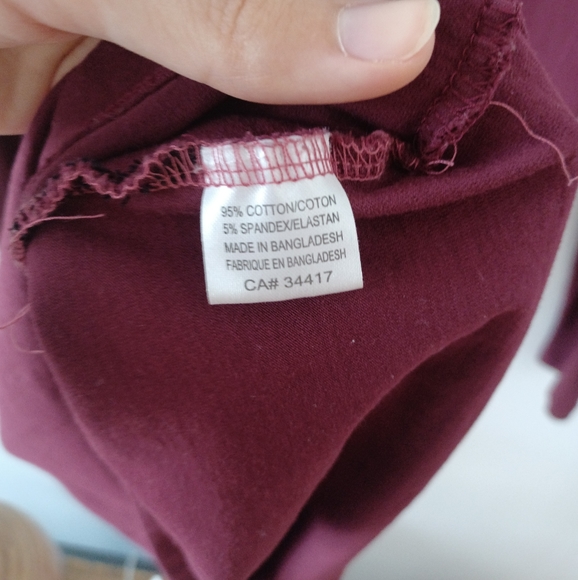 95% COTTON/COTON
5% SPANDEX/ELASTAN
MADE IN BANGLADESH
FABRIQUE EN BANGLADESH
CA# 34417